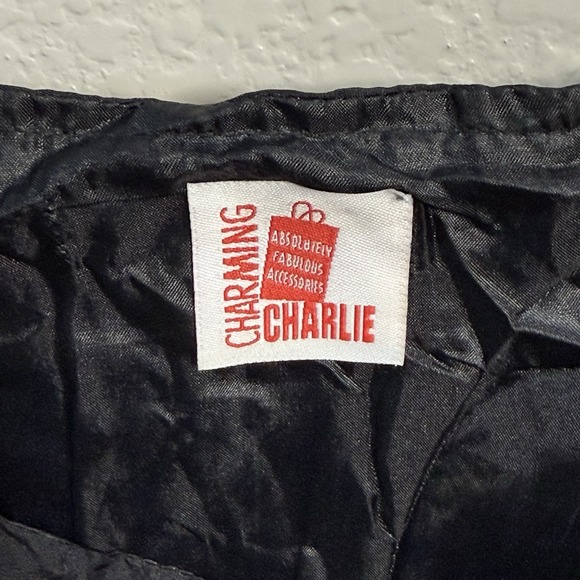 CHARMING
ABSOLUTELY
FABULOUS
ACCESSORIES
CHARLIE